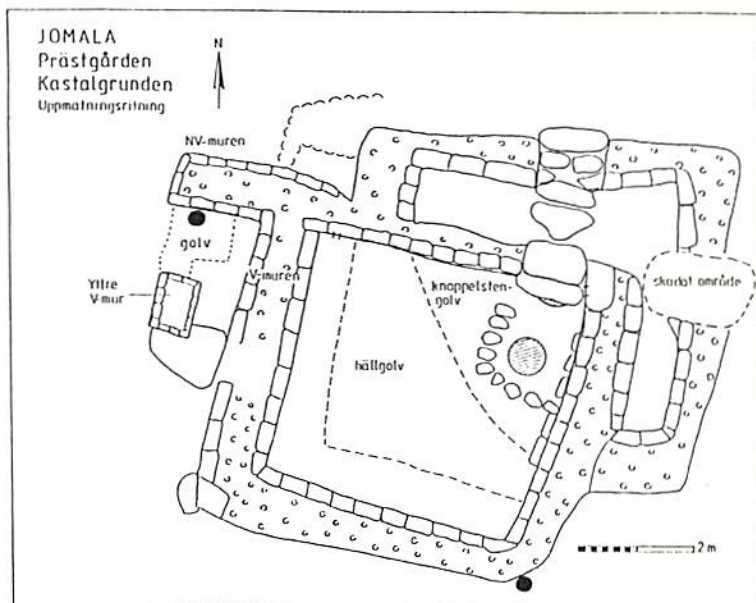 JOMALA
Prästgården
Kastalgrunden
Uppmätningsritning
N
NV-muren
golv
Yttre
V-mur
V-muren
knappelsten-
golv
skadat område
hällgolv
2 m